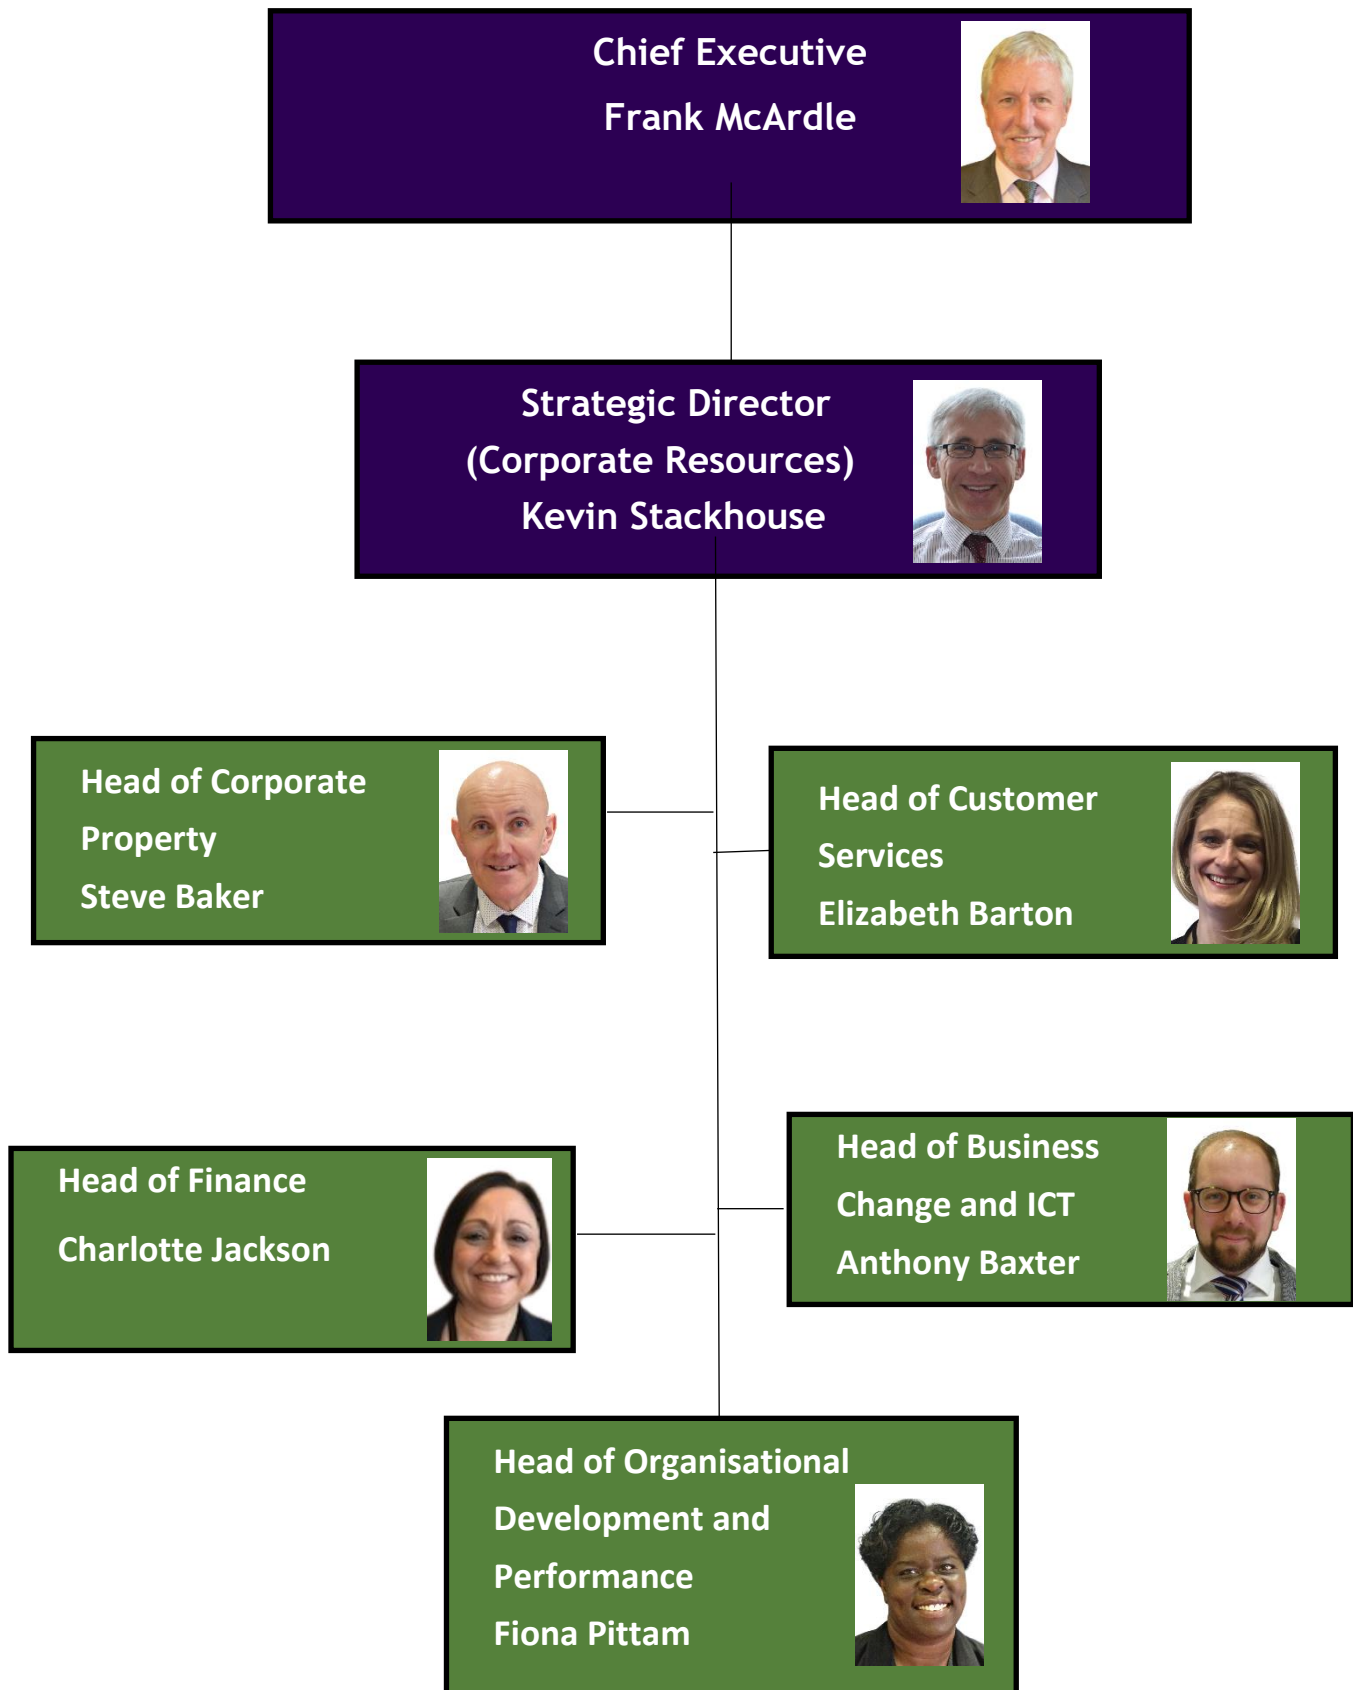 Chief Executive
Frank McArdle
Strategic Director
(Corporate Resources)
Kevin Stackhouse
Head of Corporate
Property
Steve Baker
Head of Customer
Services
Elizabeth Barton
Head of Finance
Charlotte Jackson
Head of Business
Change and ICT
Anthony Baxter
Head of Organisational
Development and
Performance
Fiona Pittam